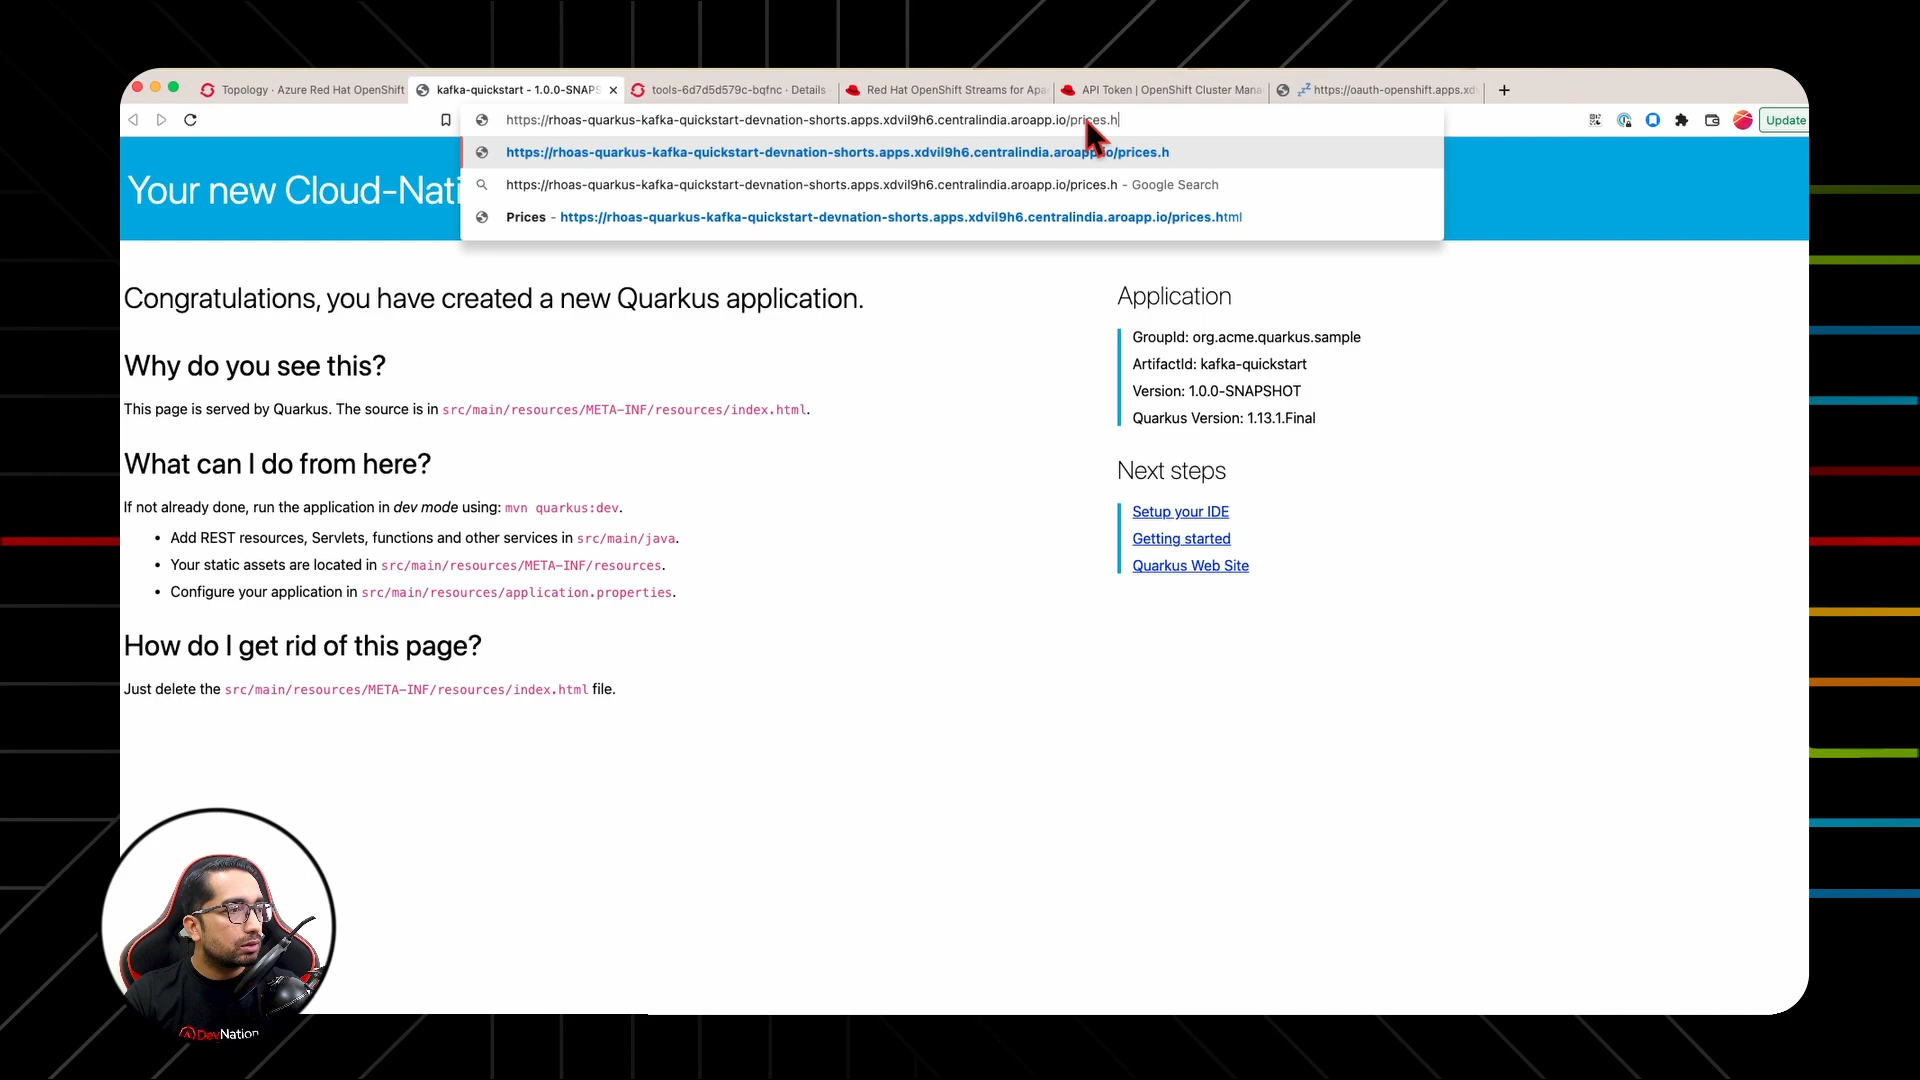 Topology · Azure Red Hat OpenShift
kafka-quickstart - 1.0.0-SNAPS
tools-6d7d5d579c-bqfnc · Details
Red Hat OpenShift Streams for Apa
API Token | OpenShift Cluster Mana
https://oauth-openshift.apps.xdv
https://rhoas-quarkus-kafka-quickstart-devnation-shorts.apps.xdvil9h6.centralindia.aroapp.io/prices.h
Update
https://rhoas-quarkus-kafka-quickstart-devnation-shorts.apps.xdvil9h6.centralindia.aroapp.io/prices.h
https://rhoas-quarkus-kafka-quickstart-devnation-shorts.apps.xdvil9h6.centralindia.aroapp.io/prices.h - Google Search
Prices - https://rhoas-quarkus-kafka-quickstart-devnation-shorts.apps.xdvil9h6.centralindia.aroapp.io/prices.html
Your new Cloud-Nati
Congratulations, you have created a new Quarkus application.
Why do you see this?
This page is served by Quarkus. The source is in src/main/resources/META-INF/resources/index.html.
What can I do from here?
If not already done, run the application in dev mode using: mvn quarkus:dev.
• Add REST resources, Servlets, functions and other services in src/main/java.
• Your static assets are located in src/main/resources/META-INF/resources.
• Configure your application in src/main/resources/application.properties.
How do I get rid of this page?
Just delete the src/main/resources/META-INF/resources/index.html file.
Application
GroupId: org.acme.quarkus.sample
ArtifactId: kafka-quickstart
Version: 1.0.0-SNAPSHOT
Quarkus Version: 1.13.1.Final
Next steps
Setup your IDE
Getting started
Quarkus Web Site
DevNation